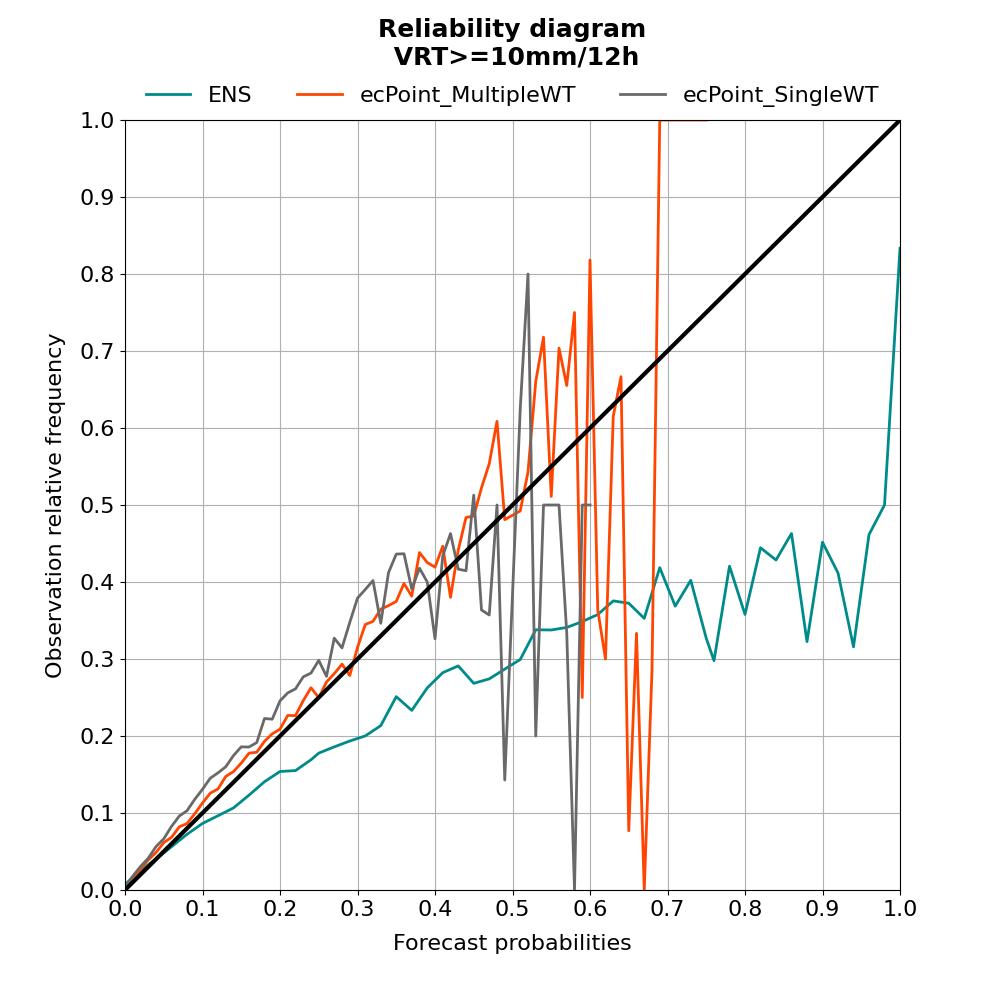 Reliability diagram
VRT>=10mm/12h
ENS ecPoint_MultipleWT ecPoint_SingleWT
1.0
0.9
0.8
0.7
0.6
0.5
0.4
0.3
0.2
0.1
0.0
Observation relative frequency
0.0 0.1 0.2 0.3 0.4 0.5 0.6 0.7 0.8 0.9 1.0
Forecast probabilities